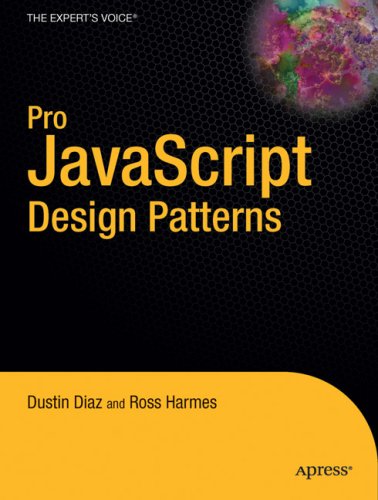 THE EXPERT'S VOICE®
Pro
JavaScript
Design Patterns
Dustin Diaz and Ross Harmes
Apress®